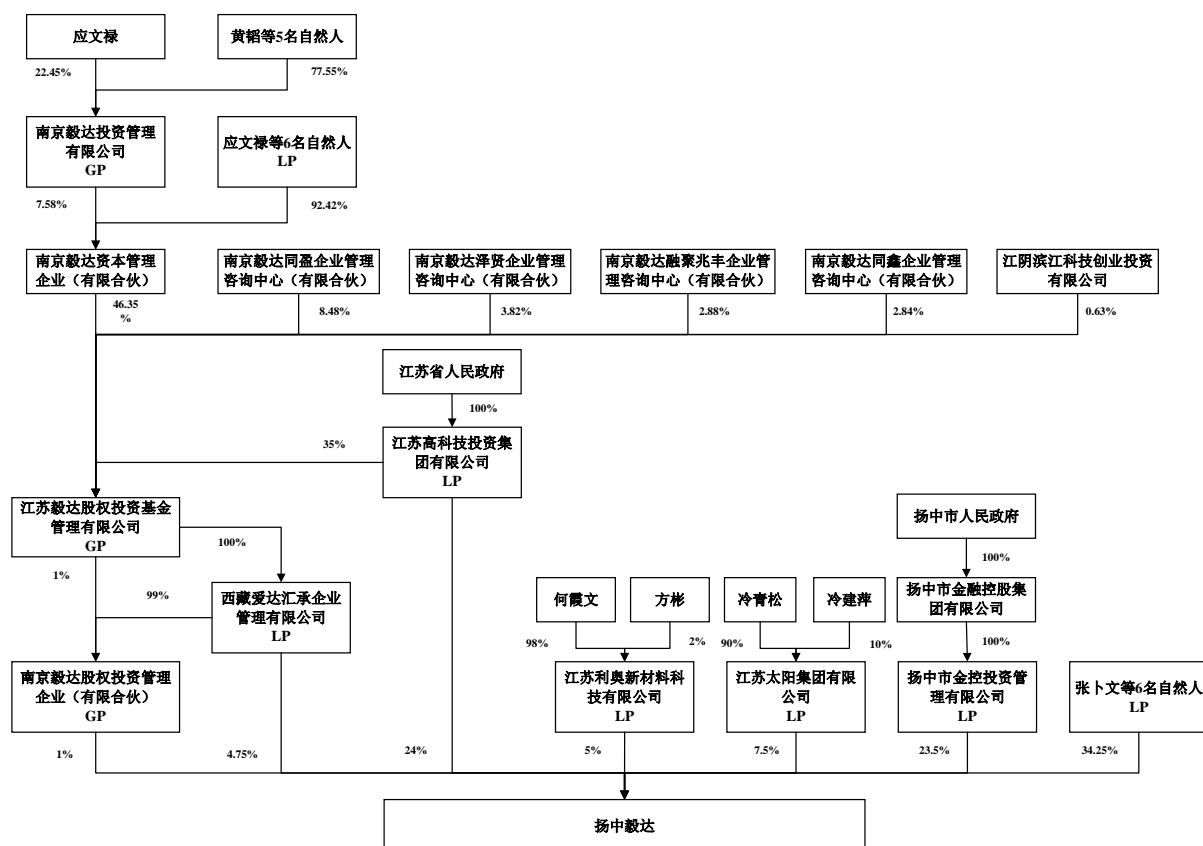 应文禄
黄韬等5名自然人
22.45%
77.55%
南京毅达投资管理
有限公司
GP
应文禄等6名自然人
LP
7.58%
92.42%
南京毅达资本管理
企业（有限合伙）
南京毅达同盈企业管理
咨询中心（有限合伙）
南京毅达泽贤企业管理
咨询中心（有限合伙）
南京毅达融聚兆丰企业管
理咨询中心（有限合伙）
南京毅达同鑫企业管理
咨询中心（有限合伙）
江阴滨江科技创业投资
有限公司
46.35
%
8.48%
3.82%
2.88%
2.84%
0.63%
江苏省人民政府
100%
35%
江苏高科技投资集
团有限公司
LP
江苏毅达股权投资基金
管理有限公司
GP
扬中市人民政府
100%
100%
1%
99%
西藏爱达汇承企业
管理有限公司
LP
何霞文
方彬
冷青松
冷建萍
扬中市金融控股集
团有限公司
98%
2%
90%
10%
100%
南京毅达股权投资管理
企业（有限合伙）
GP
江苏利奥新材料科
技有限公司
LP
江苏太阳集团有限
公司
LP
扬中市金控投资管
理有限公司
LP
张卜文等6名自然人
LP
1%
4.75%
24%
5%
7.5%
23.5%
34.25%
扬中毅达